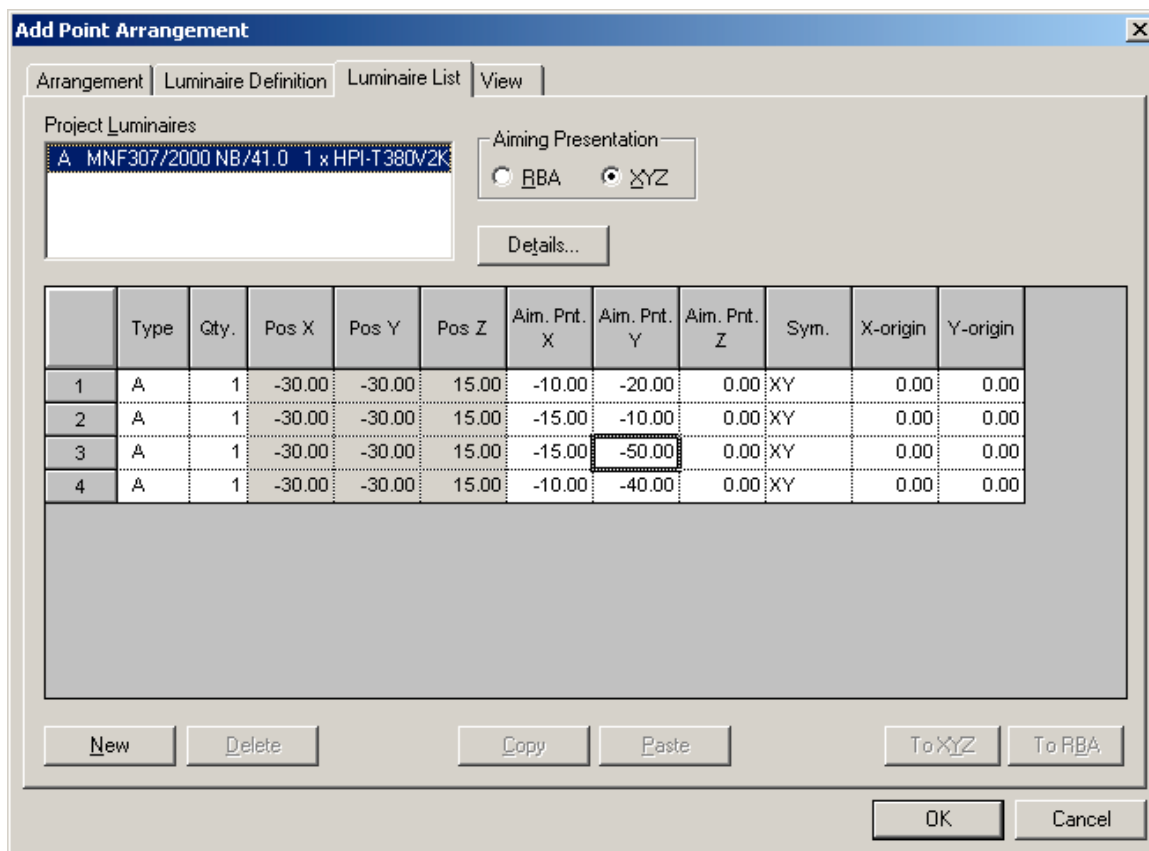 Add Point Arrangement
Arrangement Luminaire Definition Luminaire List View
Project Luminaires
A MNF307/2000 NB/41.0 1 x HPI-T380V2K
Aiming Presentation
RBA XYZ
Details...
Type Qty. Pos X Pos Y Pos Z Aim. Pnt. X Aim. Pnt. Y Aim. Pnt. Z Sym. X-origin Y-origin
1 A 1 -30.00 -30.00 15.00 -10.00 -20.00 0.00 XY 0.00 0.00
2 A 1 -30.00 -30.00 15.00 -15.00 -10.00 0.00 XY 0.00 0.00
3 A 1 -30.00 -30.00 15.00 -15.00 -50.00 0.00 XY 0.00 0.00
4 A 1 -30.00 -30.00 15.00 -10.00 -40.00 0.00 XY 0.00 0.00
New Delete Copy Paste To XYZ To RBA
OK Cancel